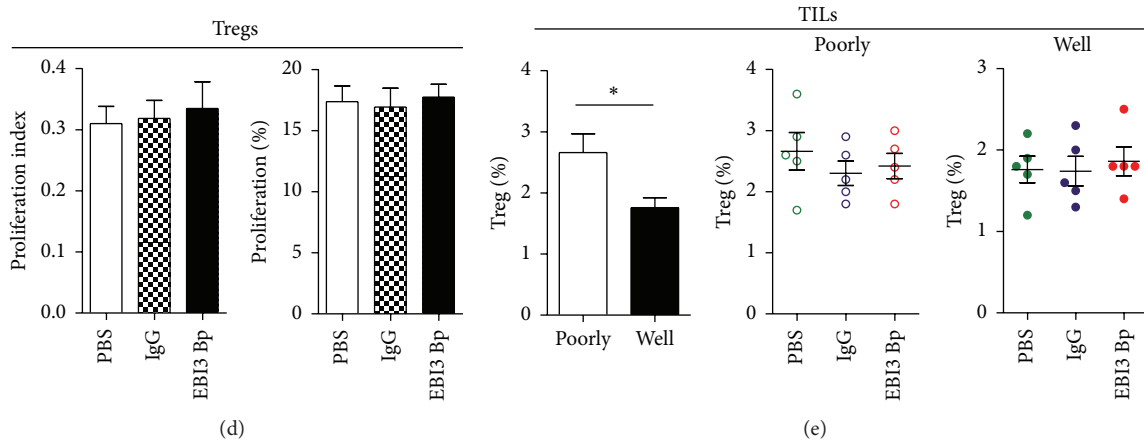 Tregs
TILs
Poorly
Well
Proliferation index
0.4
0.3
0.2
0.1
0.0
PBS
IgG
EBI3 Bp
Proliferation (%)
20
15
10
5
0
PBS
IgG
EBI3 Bp
Treg (%)
4
3
2
1
0
*
Poorly
Well
Treg (%)
4
3
2
1
0
PBS
IgG
EBI3 Bp
Treg (%)
3
2
1
0
PBS
IgG
EBI3 Bp
(d)
(e)